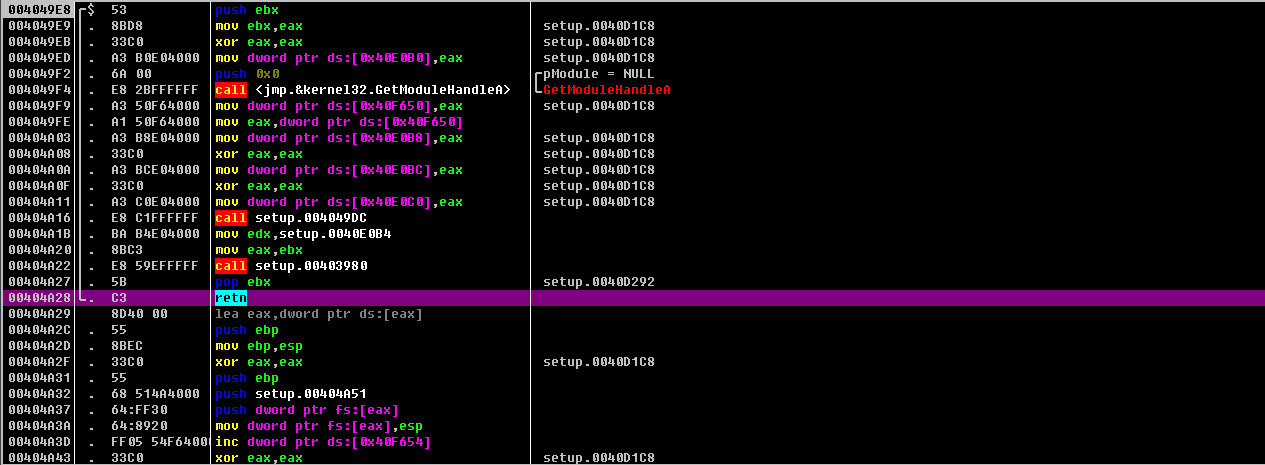 004049E8 $ 53 push ebx
004049E9 . 8BD8 mov ebx,eax setup.0040D1C8
004049EB . 33C0 xor eax,eax setup.0040D1C8
004049ED . A3 B0E04000 mov dword ptr ds:[0x40E0B0],eax setup.0040D1C8
004049F2 . 6A 00 push 0x0 pModule = NULL
004049F4 . E8 2BFFFFFF call <jmp.&kernel32.GetModuleHandleA> GetModuleHandleA
004049F9 . A3 50F64000 mov dword ptr ds:[0x40F650],eax setup.0040D1C8
004049FE . A1 50F64000 mov eax,dword ptr ds:[0x40F650]
00404A03 . A3 B8E04000 mov dword ptr ds:[0x40E0B8],eax setup.0040D1C8
00404A08 . 33C0 xor eax,eax setup.0040D1C8
00404A0A . A3 BCE04000 mov dword ptr ds:[0x40E0BC],eax setup.0040D1C8
00404A0F . 33C0 xor eax,eax setup.0040D1C8
00404A11 . A3 C0E04000 mov dword ptr ds:[0x40E0C0],eax setup.0040D1C8
00404A16 . E8 C1FFFFFF call setup.004049DC
00404A1B . BA B4E04000 mov edx,setup.0040E0B4
00404A20 . 8BC3 mov eax,ebx
00404A22 . E8 59EFFFFF call setup.00403980
00404A27 . 5B pop ebx setup.0040D292
00404A28 . C3 retn
00404A29 8D40 00 lea eax,dword ptr ds:[eax]
00404A2C . 55 push ebp
00404A2D . 8BEC mov ebp,esp
00404A2F . 33C0 xor eax,eax setup.0040D1C8
00404A31 . 55 push ebp
00404A32 . 68 514A4000 push setup.00404A51
00404A37 . 64:FF30 push dword ptr fs:[eax]
00404A3A . 64:8920 mov dword ptr fs:[eax],esp
00404A3D . FF05 54F6400 inc dword ptr ds:[0x40F654]
00404A43 . 33C0 xor eax,eax setup.0040D1C8